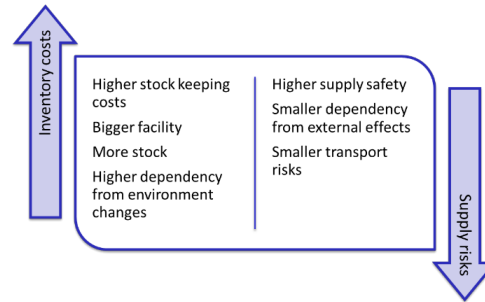 Inventory costs
Higher stock keeping
costs
Bigger facility
More stock
Higher dependency
from environment
changes
Higher supply safety
Smaller dependency
from external effects
Smaller transport
risks
Supply risks